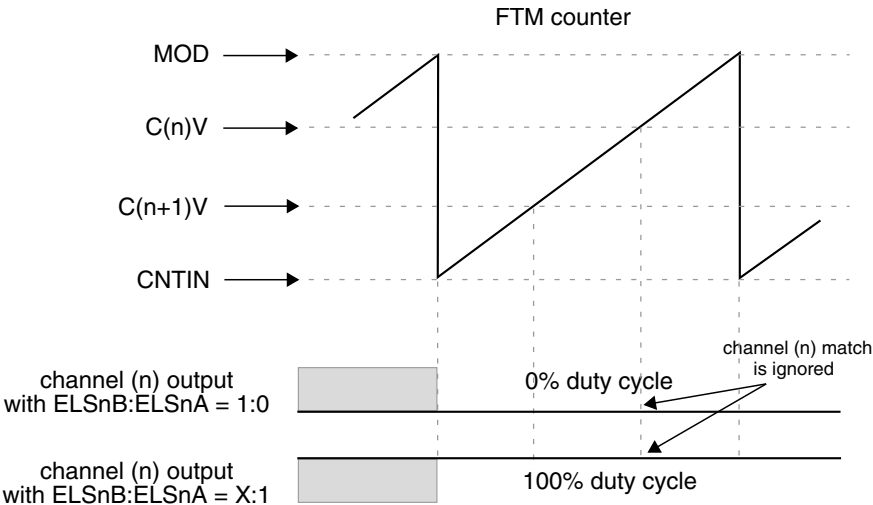 FTM counter
MOD
C(n)V
C(n+1)V
CNTIN
channel (n) match
is ignored
channel (n) output
with ELSnB:ELSnA = 1:0
0% duty cycle
channel (n) output
with ELSnB:ELSnA = X:1
100% duty cycle